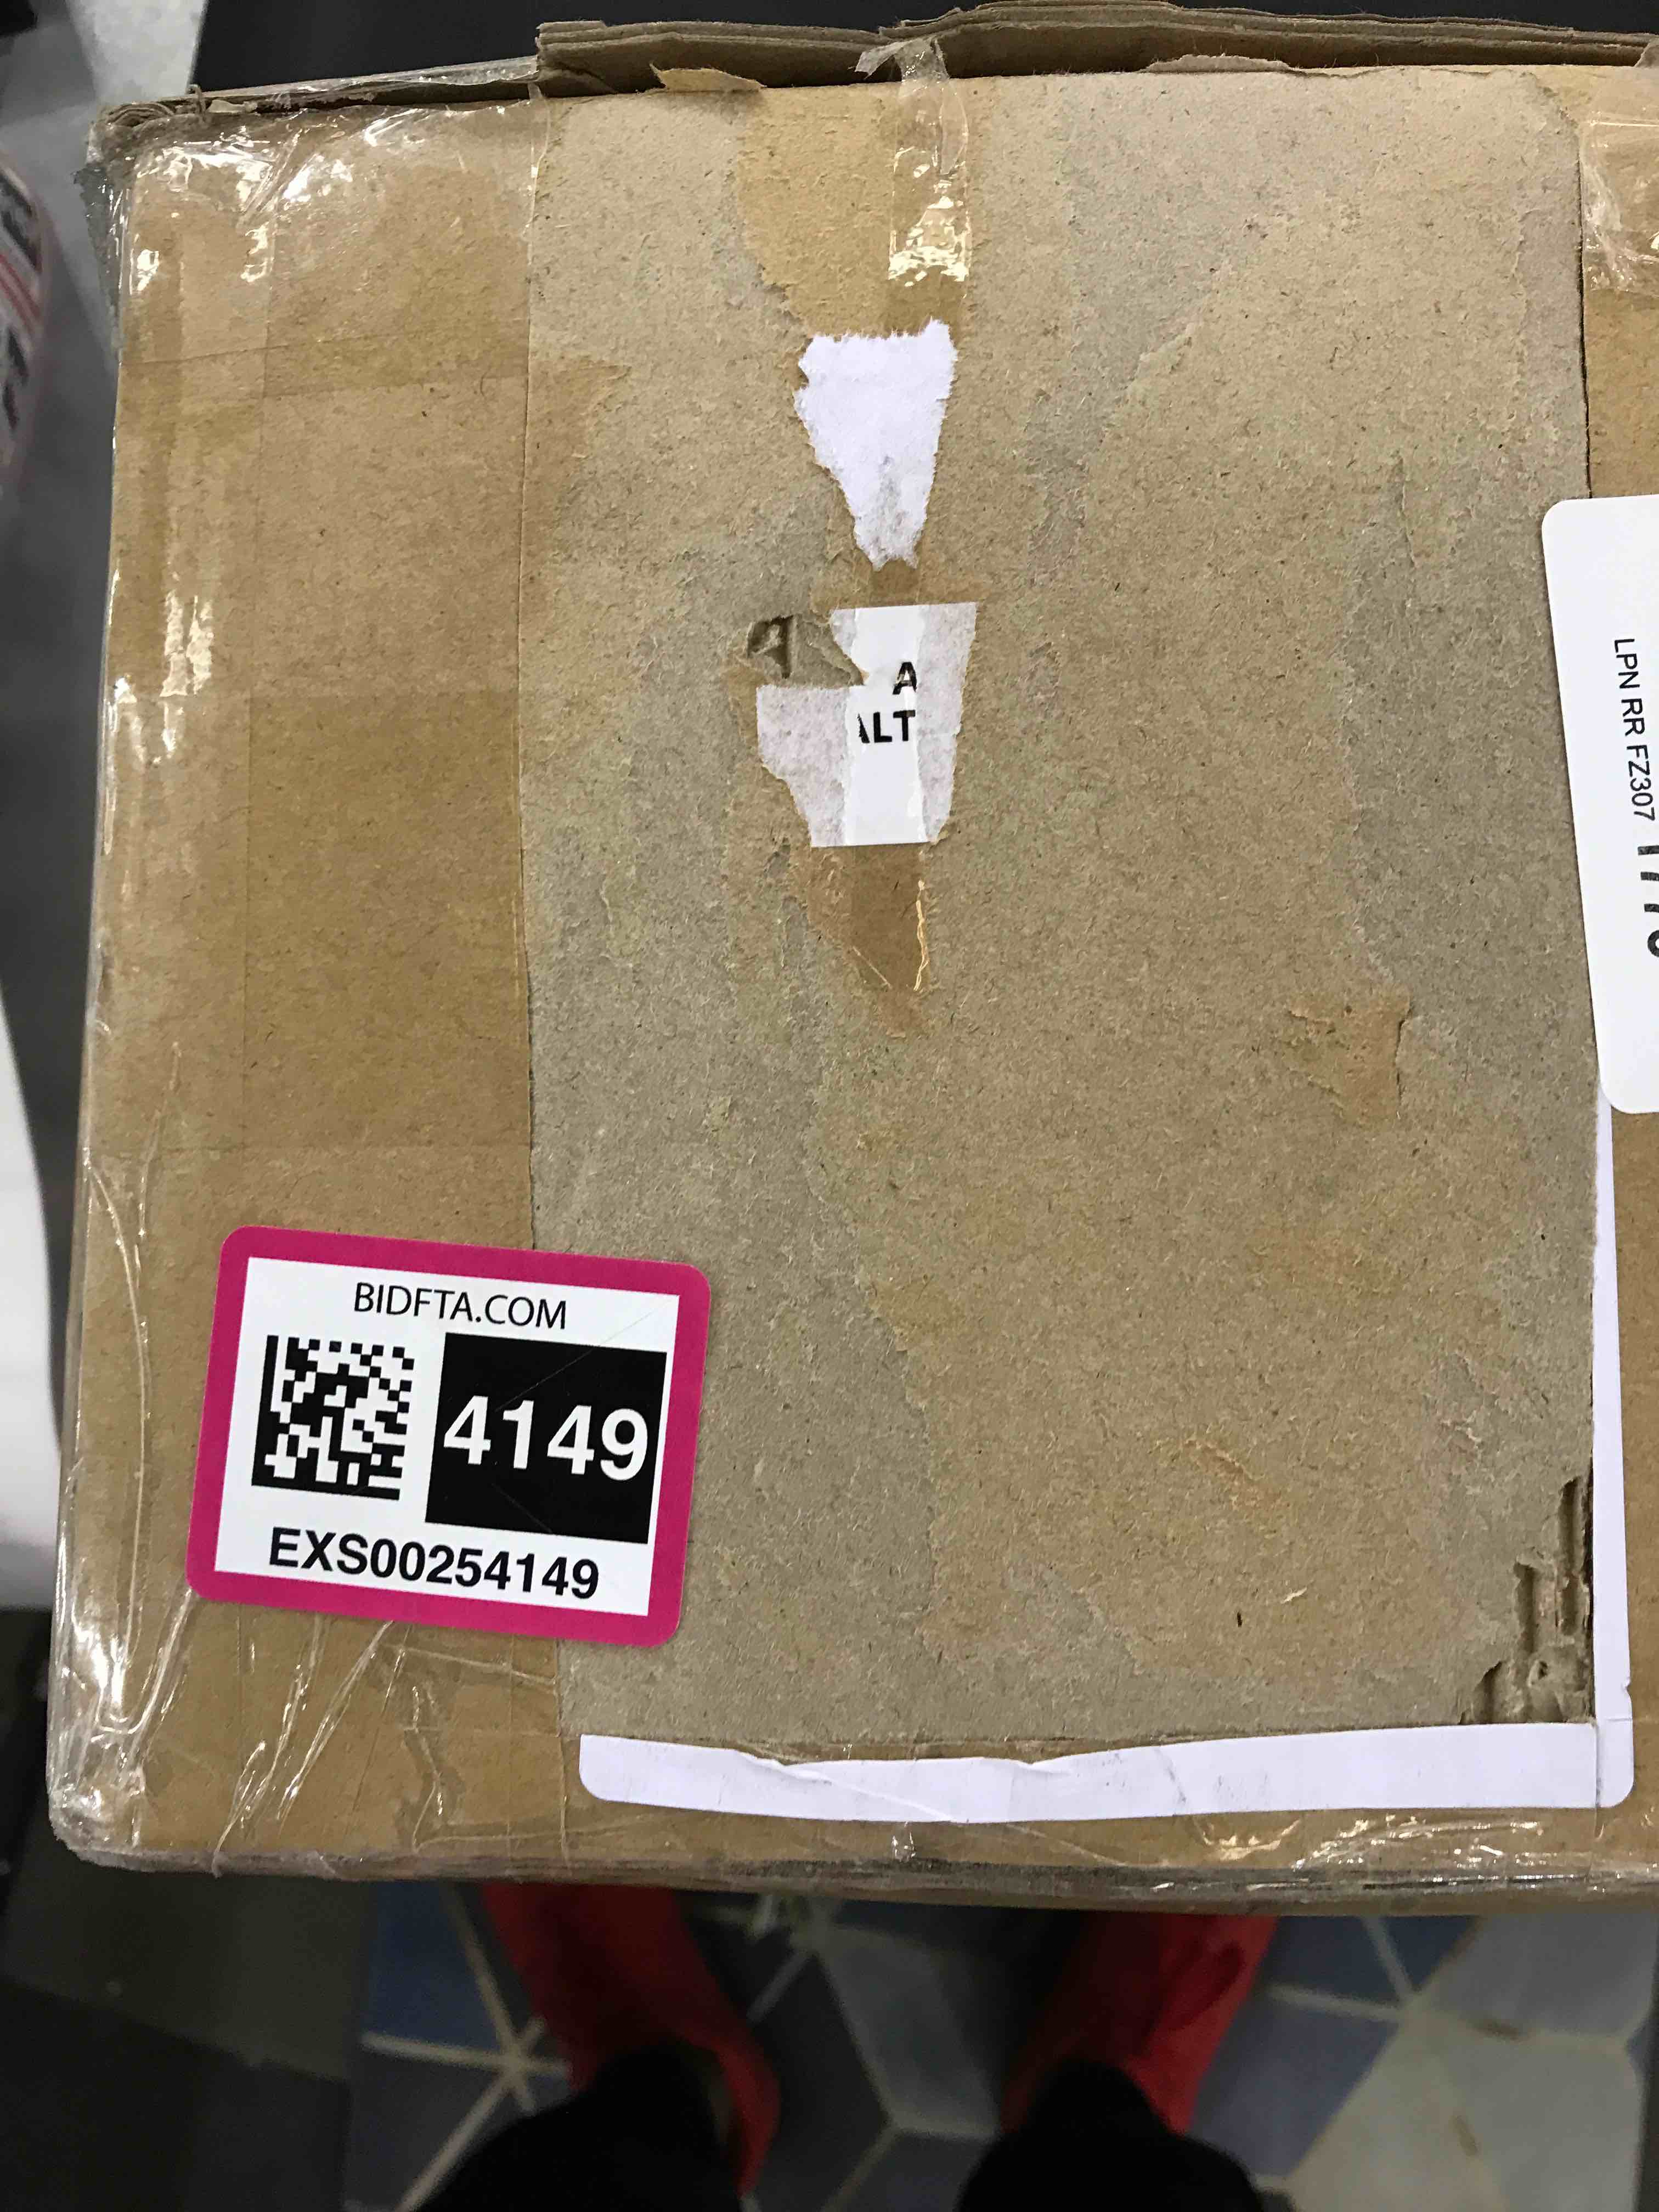 A
ALT
LPN RR FZ307
BIDFTA.COM
4149
EXS00254149